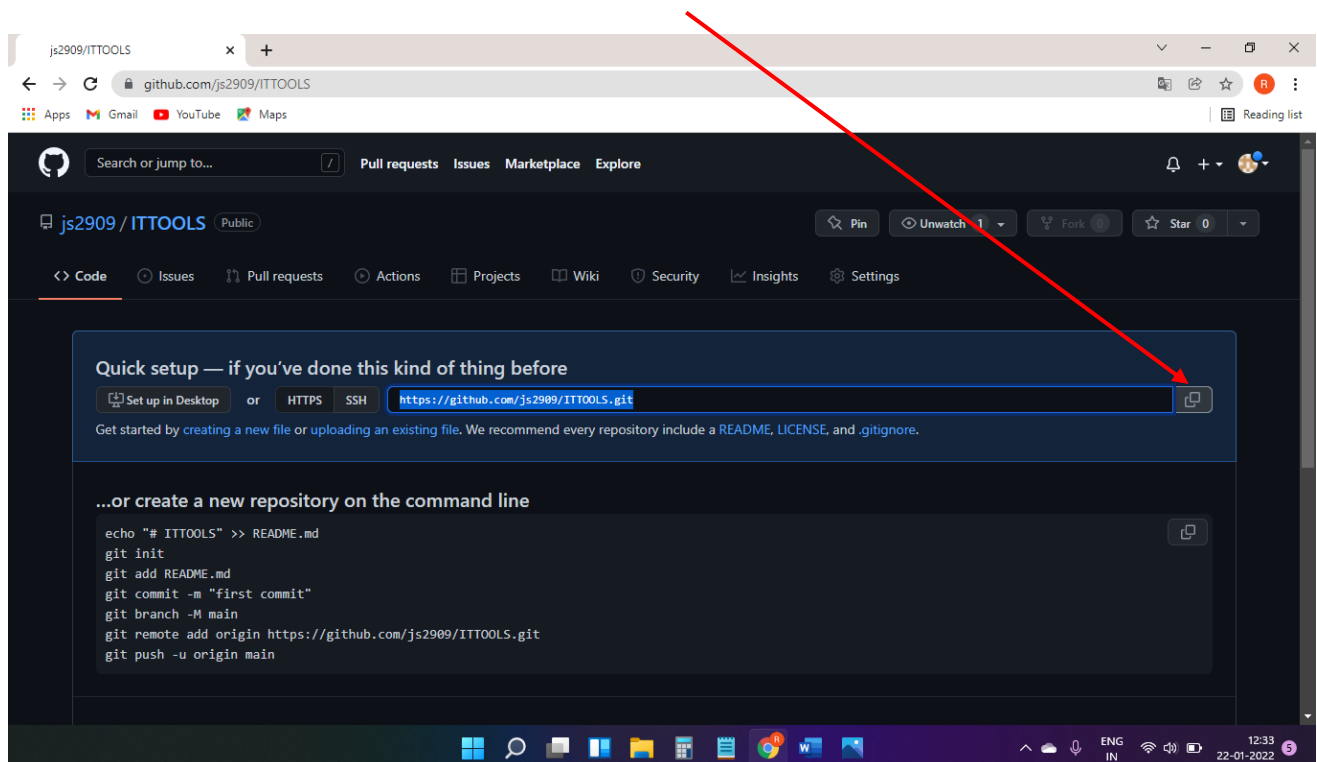 js2909/ITTOOLS
github.com/js2909/ITTOOLS
Apps Gmail YouTube Maps Reading list
Search or jump to... / Pull requests Issues Marketplace Explore
js2909 / ITTOOLS Public Pin Unwatch 1 Fork 0 Star 0
<> Code Issues Pull requests Actions Projects Wiki Security Insights Settings
Quick setup — if you've done this kind of thing before
Set up in Desktop or HTTPS SSH https://github.com/js2909/ITTOOLS.git
Get started by creating a new file or uploading an existing file. We recommend every repository include a README, LICENSE, and .gitignore.
...or create a new repository on the command line
echo "# ITTOOLS" >> README.md
git init
git add README.md
git commit -m "first commit"
git branch -M main
git remote add origin https://github.com/js2909/ITTOOLS.git
git push -u origin main
ENG
IN
12:33
22-01-2022
5